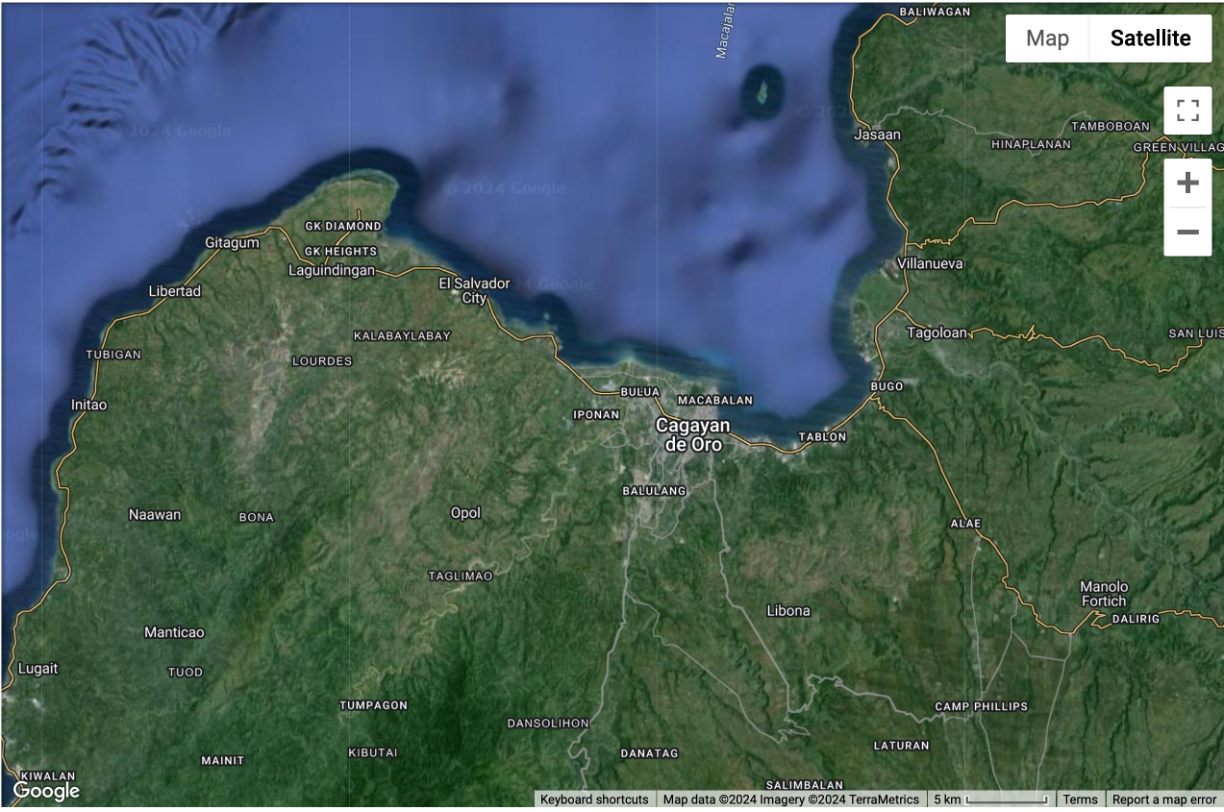 BALIWAGAN
Macajalar
Map
Satellite
© 2024 Google
Jasaan
TAMBOBOAN
HINAPLANAN
GREEN VILLAG
© 2024 Google
GK DIAMOND
Gitagum
GK HEIGHTS
Laguindingan
Villanueva
El Salvador
City
Libertad
2024 Google
KALABAYLABAY
Tagoloan
SAN LUIS
TUBIGAN
LOURDES
BUGO
BULUA
MACABALAN
Initao
IPONAN
Cagayan
de Oro
TABLON
BALULANG
Naawan
BONA
Opol
ALAE
ogle
TAGLIMAO
Manolo
Fortich
Libona
DALIRIG
Manticao
Lugait
TUOD
TUMPAGON
CAMP PHILLIPS
DANSOLIHON
KIBUTAI
DANATAG
LATURAN
MAINIT
KIWALAN
SALIMBALAN
Google
Keyboard shortcuts
Map data ©2024 Imagery ©2024 TerraMetrics
5 km
Terms
Report a map error